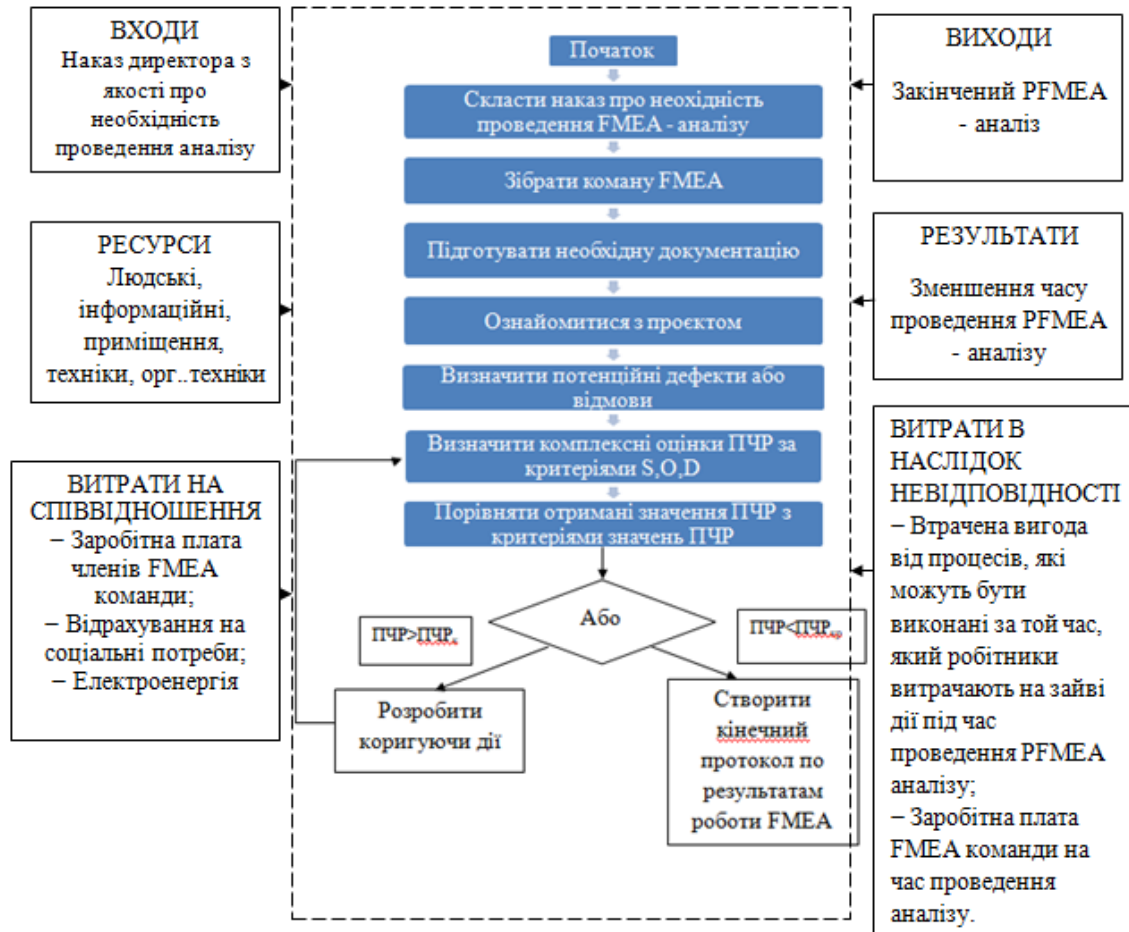 ВХОДИ
Наказ директора з
якості про
необхідність
проведення аналізу
РЕСУРСИ
Людські,
інформаційні,
приміщення,
техніки, орг..техніки
ВИТРАТИ НА
СПІВВІДНОШЕННЯ
– Заробітна плата
членів FMEA
команди;
– Відрахування на
соціальні потреби;
– Електроенергія
Початок
Скласти наказ про неохідність
проведення FMEA - аналізу
Зібрати команду FMEA
Підготувати необхідну документацію
Ознайомитися з проєктом
Визначити потенційні дефекти або
відмови
Визначити комплексні оцінки ПЧР за
критеріями S,O,D
Порівняти отримані значення ПЧР з
критеріями значень ПЧР
Або
ПЧР>ПЧР
ПЧР<ПЧР
Розробити
коригуючи дії
Створити
кінечний
протокол по
результатам
роботи FMEA
ВИХОДИ
Закінчений PFMEA
- аналіз
РЕЗУЛЬТАТИ
Зменшення часу
проведення PFMEA
- аналізу
ВИТРАТИ В
НАСЛІДОК
НЕВІДПОВІДНОСТІ
– Втрачена вигода
від процесів, які
можуть бути
виконані за той час,
який робітники
витрачають на зайві
дії під час
проведення PFMEA
аналізу;
– Заробітна плата
FMEA команди на
час проведення
аналізу.